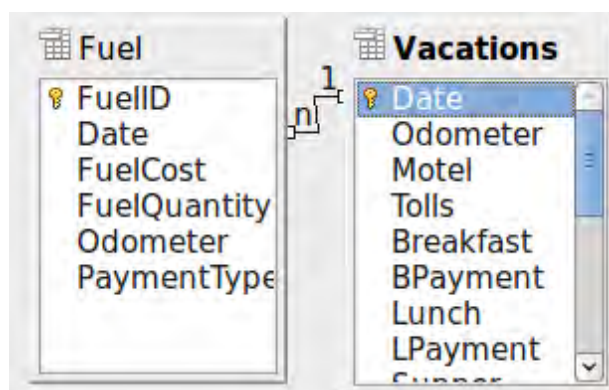 Fuel
FuelID
Date
FuelCost
FuelQuantity
Odometer
PaymentType
n
1
Vacations
Date
Odometer
Motel
Tolls
Breakfast
BPayment
Lunch
LPayment